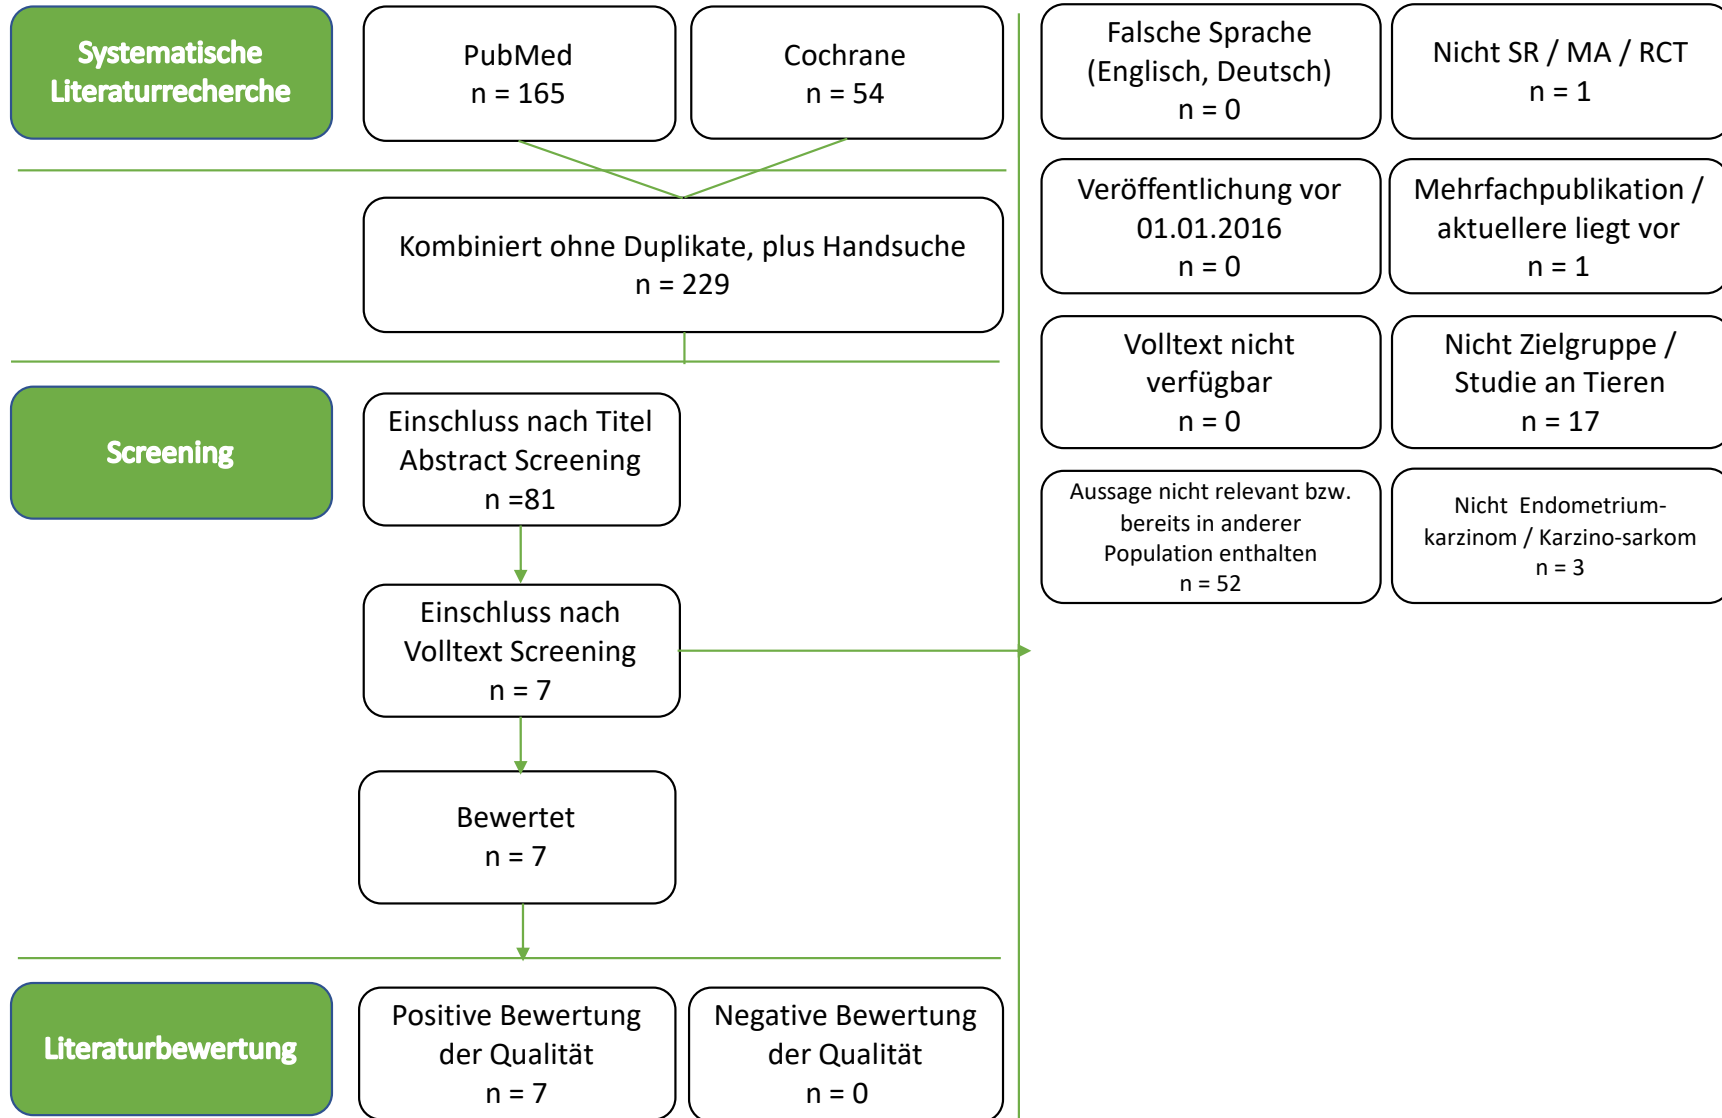 Systematische
Literaturrecherche
PubMed
n = 165
Cochrane
n = 54
Kombiniert ohne Duplikate, plus Handsuche
n = 229
Screening
Einschluss nach Titel
Abstract Screening
n =81
Einschluss nach
Volltext Screening
n = 7
Bewertet
n = 7
Literaturbewertung
Positive Bewertung
der Qualität
n = 7
Negative Bewertung
der Qualität
n = 0
Falsche Sprache
(Englisch, Deutsch)
n = 0
Nicht SR / MA / RCT
n = 1
Veröffentlichung vor
01.01.2016
n = 0
Mehrfachpublikation /
aktuellere liegt vor
n = 1
Volltext nicht
verfügbar
n = 0
Nicht Zielgruppe /
Studie an Tieren
n = 17
Aussage nicht relevant bzw.
bereits in anderer
Population enthalten
n = 52
Nicht Endometrium-
karzinom / Karzino-sarkom
n = 3